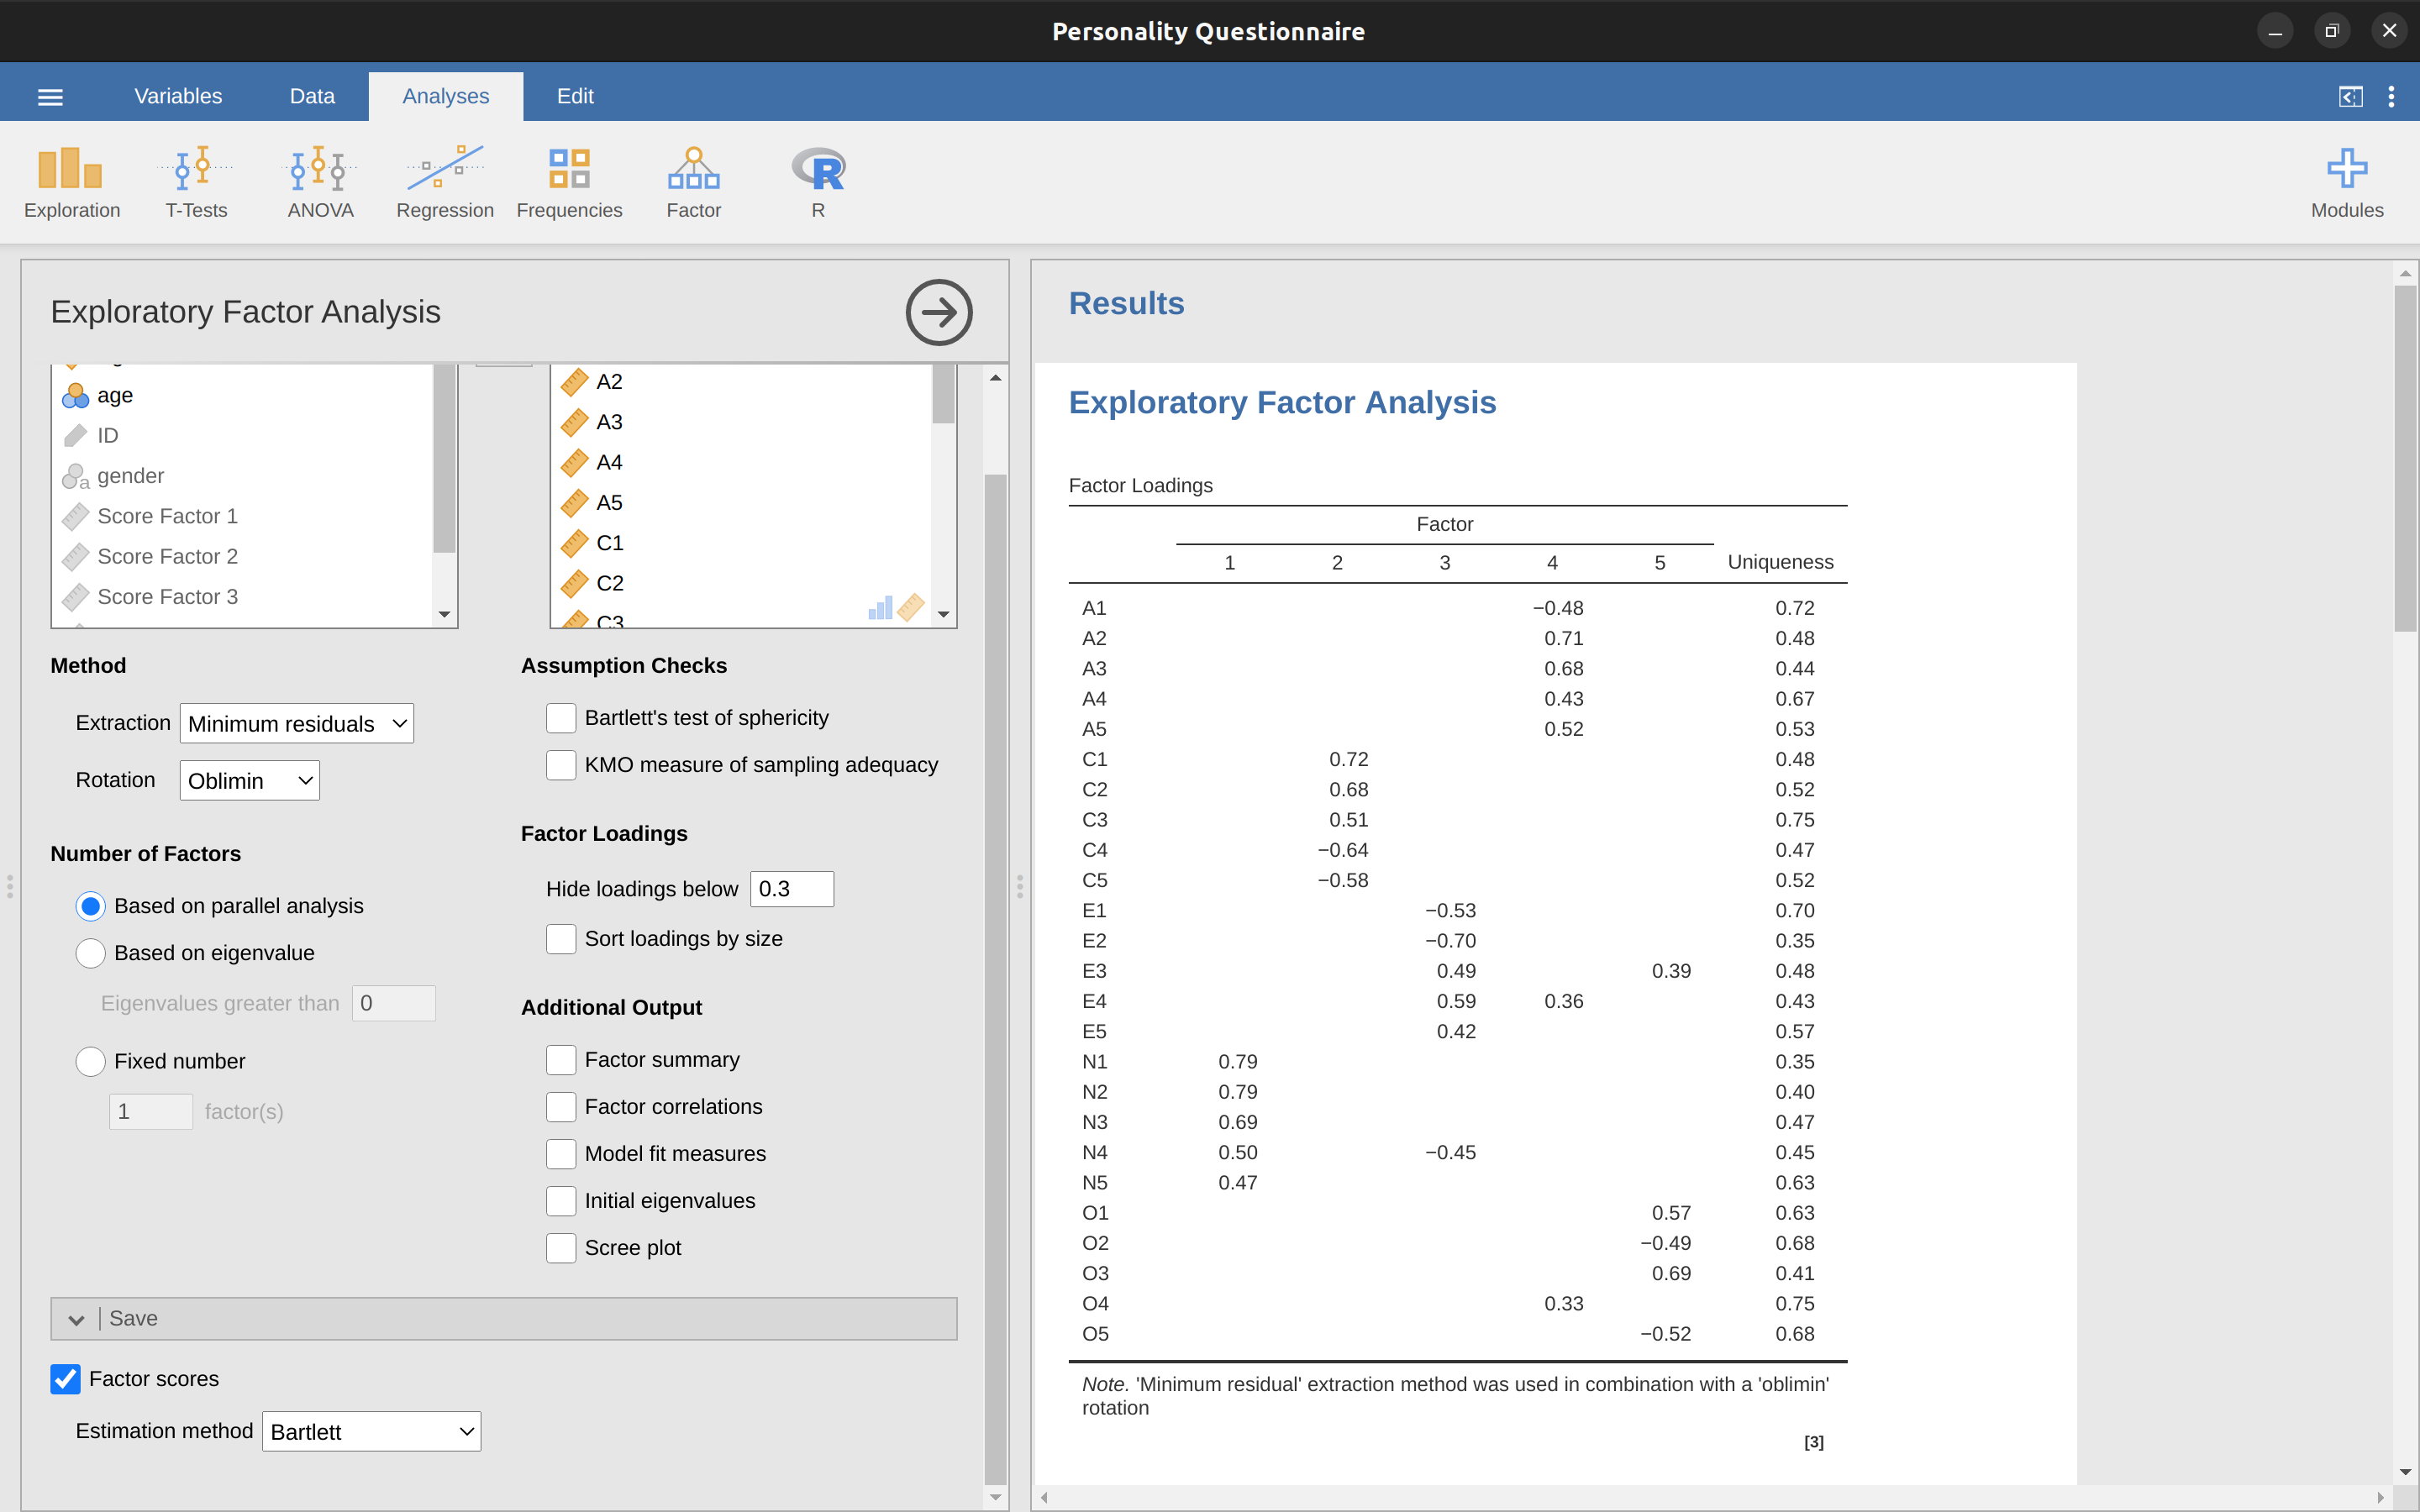 Personality Questionnaire
Variables Data Analyses Edit
Exploration T-Tests ANOVA Regression Frequencies Factor R Modules
Exploratory Factor Analysis
age
ID
gender
Score Factor 1
Score Factor 2
Score Factor 3
A2
A3
A4
A5
C1
C2
C3
Method
Extraction Minimum residuals
Rotation Oblimin
Number of Factors
Based on parallel analysis
Based on eigenvalue
Eigenvalues greater than 0
Fixed number
1 factor(s)
Assumption Checks
Bartlett's test of sphericity
KMO measure of sampling adequacy
Factor Loadings
Hide loadings below 0.3
Sort loadings by size
Additional Output
Factor summary
Factor correlations
Model fit measures
Initial eigenvalues
Scree plot
Save
Factor scores
Estimation method Bartlett
Results
Exploratory Factor Analysis
Factor Loadings
Factor
1 2 3 4 5 Uniqueness
A1 −0.48 0.72
A2 0.71 0.48
A3 0.68 0.44
A4 0.43 0.67
A5 0.52 0.53
C1 0.72 0.48
C2 0.68 0.52
C3 0.51 0.75
C4 −0.64 0.47
C5 −0.58 0.52
E1 −0.53 0.70
E2 −0.70 0.35
E3 0.49 0.39 0.48
E4 0.59 0.36 0.43
E5 0.42 0.57
N1 0.79 0.35
N2 0.79 0.40
N3 0.69 0.47
N4 0.50 −0.45 0.45
N5 0.47 0.63
O1 0.57 0.63
O2 −0.49 0.68
O3 0.69 0.41
O4 0.33 0.75
O5 −0.52 0.68
Note. 'Minimum residual' extraction method was used in combination with a 'oblimin'
rotation
[3]